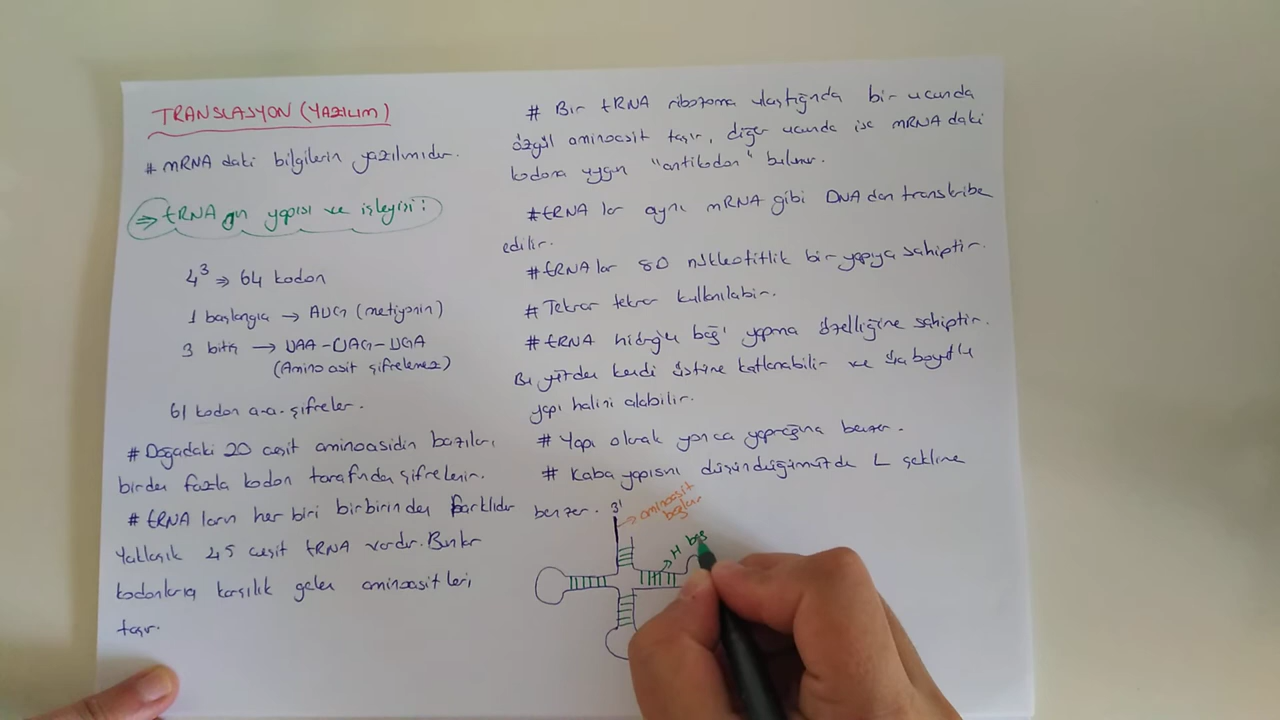 TRANSLASYON (YAZILIM)
# mRNA daki bilgilerin yazılımıdır.
⇒ tRNA nın yapısı ve işleyişi:
4³ ⇒ 64 kodon
1 başlangıç → AUG (metiyonin)
3 bitiş → UAA-UAG-UGA
(Amino asit şifrelemez)
61 kodon a.a. şifreler.
# Doğadaki 20 çeşit aminoasidin bazıları,
birden fazla kodon tarafından şifrelenir.
# tRNA ların her biri birbirinden farklıdır
Yaklaşık 45 çeşit tRNA vardır. Bunlar
kodonlarına karşılık gelen aminoasitleri
taşır.
# Bir tRNA ribozoma ulaştığında bir ucunda
özgül aminoasit taşır, diğer ucunda ise mRNA daki
kodona uygun "antikodon" bulunur.
# tRNA lar aynı mRNA gibi DNA dan transkribe
edilir.
# tRNA lar 80 nükleotitlik bir yapıya sahiptir.
# Tekrar tekrar kullanılabilir.
# tRNA hidrojen bağı yapma özelliğine sahiptir.
Bu yüzden kendi üstüne katlanabilir ve üç boyutlu
yapı halini alabilir.
# Yapı olarak yonca yaprağına benzer.
# Kaba yapısını düşündüğümüzde L şekline
benzer.
3'
→ aminoasit
bağlanır
H bağ